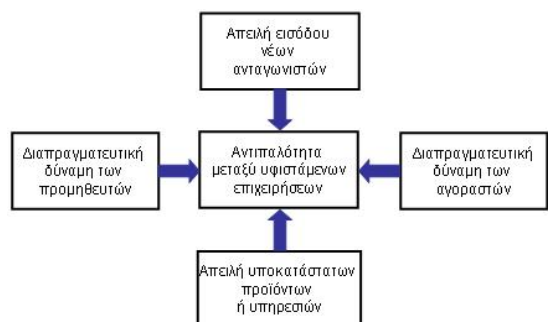 Απειλή εισόδου
νέων
ανταγωνιστών
Διαπραγματευτική
δύναμη των
προμηθευτών
Αντιπαλότητα
μεταξύ υφιστάμενων
επιχειρήσεων
Διαπραγματευτική
δύναμη των
αγοραστών
Απειλή υποκατάστατων
προϊόντων
ή υπηρεσιών